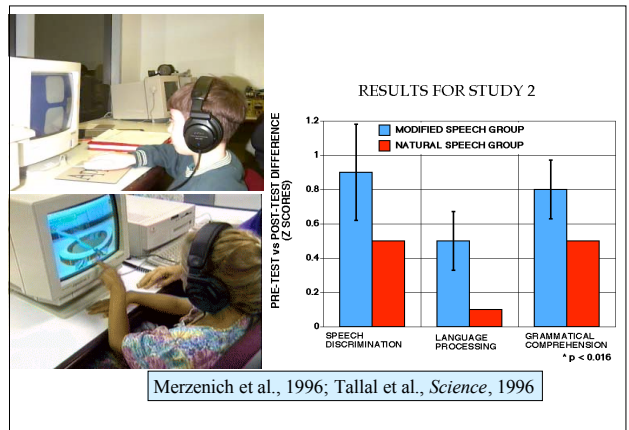 RESULTS FOR STUDY 2
PRE-TEST vs POST-TEST DIFFERENCE
(Z SCORES)
1.2
1
0.8
0.6
0.4
0.2
0
MODIFIED SPEECH GROUP
NATURAL SPEECH GROUP
SPEECH
DISCRIMINATION
LANGUAGE
PROCESSING
GRAMMATICAL
COMPREHENSION
* p < 0.016
Merzenich et al., 1996; Tallal et al., Science, 1996